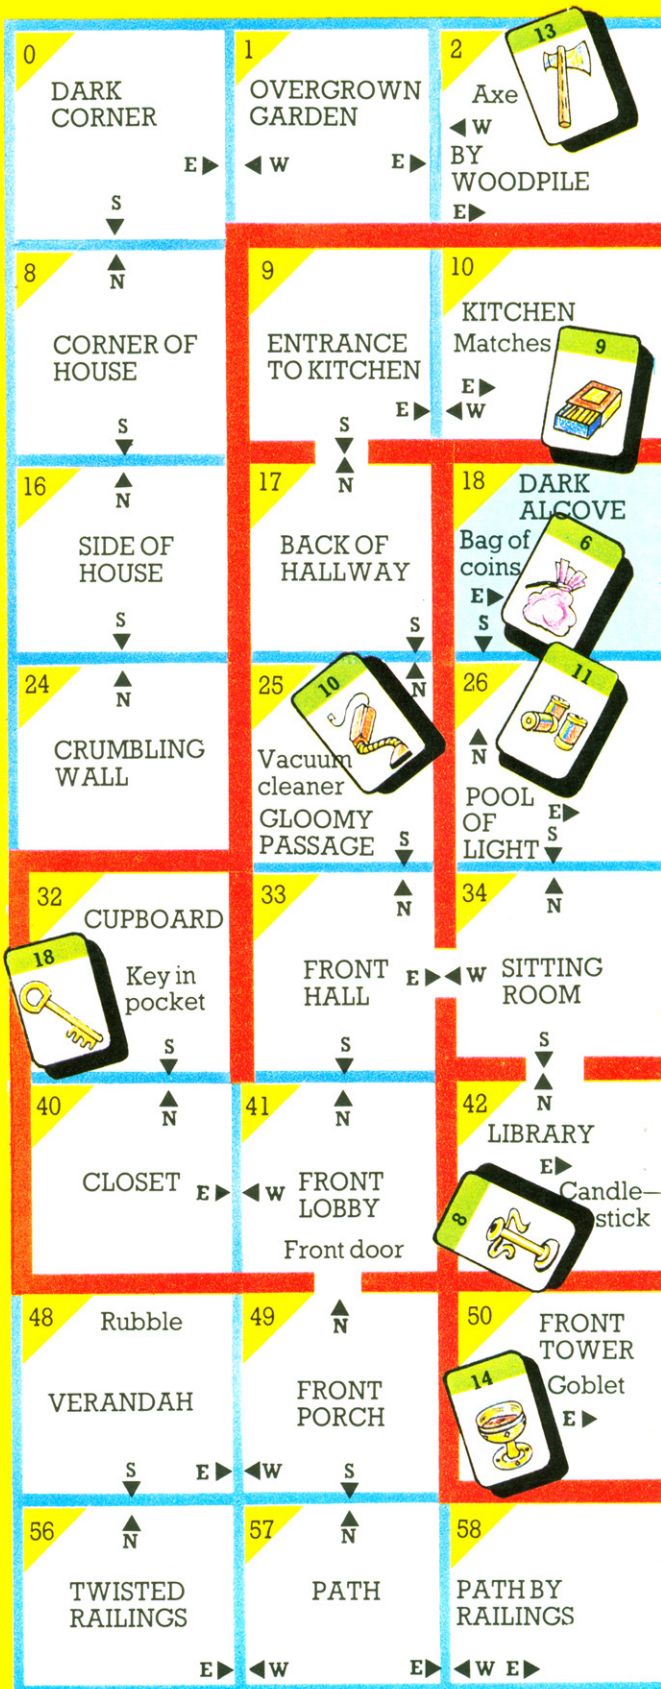 0
DARK
CORNER
E
S
1
OVERGROWN
GARDEN
W E
2
13
Axe
W
BY
WOODPILE
E
8
N
CORNER OF
HOUSE
S
9
ENTRANCE
TO KITCHEN
E
S
10
KITCHEN
Matches
9
E
W
16
N
SIDE OF
HOUSE
S
17
N
BACK OF
HALLWAY
S
18
DARK
ALCOVE
Bag of
coins
6
E
S
24
N
CRUMBLING
WALL
25
10
N
Vacuum
cleaner
GLOOMY
PASSAGE
S
26
11
N
POOL
OF
LIGHT
E
S
32
CUPBOARD
18
Key in
pocket
S
33
N
FRONT
HALL
E
S
34
N
W
SITTING
ROOM
S
40
N
CLOSET
E
41
N
W
FRONT
LOBBY
Front door
42
N
LIBRARY
E
Candle–
stick
8
48
Rubble
VERANDAH
S
E
49
N
FRONT
PORCH
W
S
50
FRONT
TOWER
14
Goblet
E
56
N
TWISTED
RAILINGS
E
57
N
PATH
W E
58
PATH BY
RAILINGS
W E